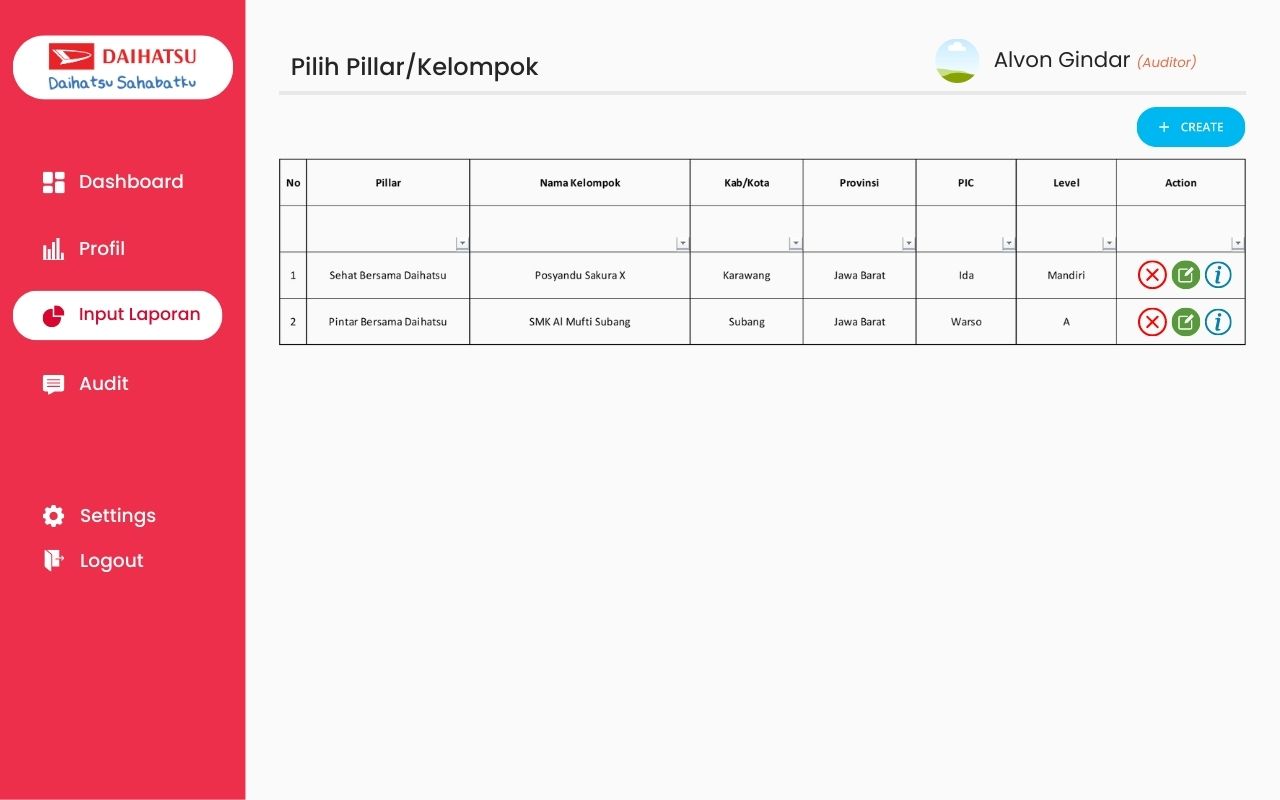 DAIHATSU
Daihatsu Sahabatku
Dashboard
Profil
Input Laporan
Audit
Settings
Logout
Pilih Pillar/Kelompok
Alvon Gindar (Auditor)
+ CREATE
No Pillar Nama Kelompok Kab/Kota Provinsi PIC Level Action
1 Sehat Bersama Daihatsu Posyandu Sakura X Karawang Jawa Barat Ida Mandiri
2 Pintar Bersama Daihatsu SMK Al Mufti Subang Subang Jawa Barat Warso A